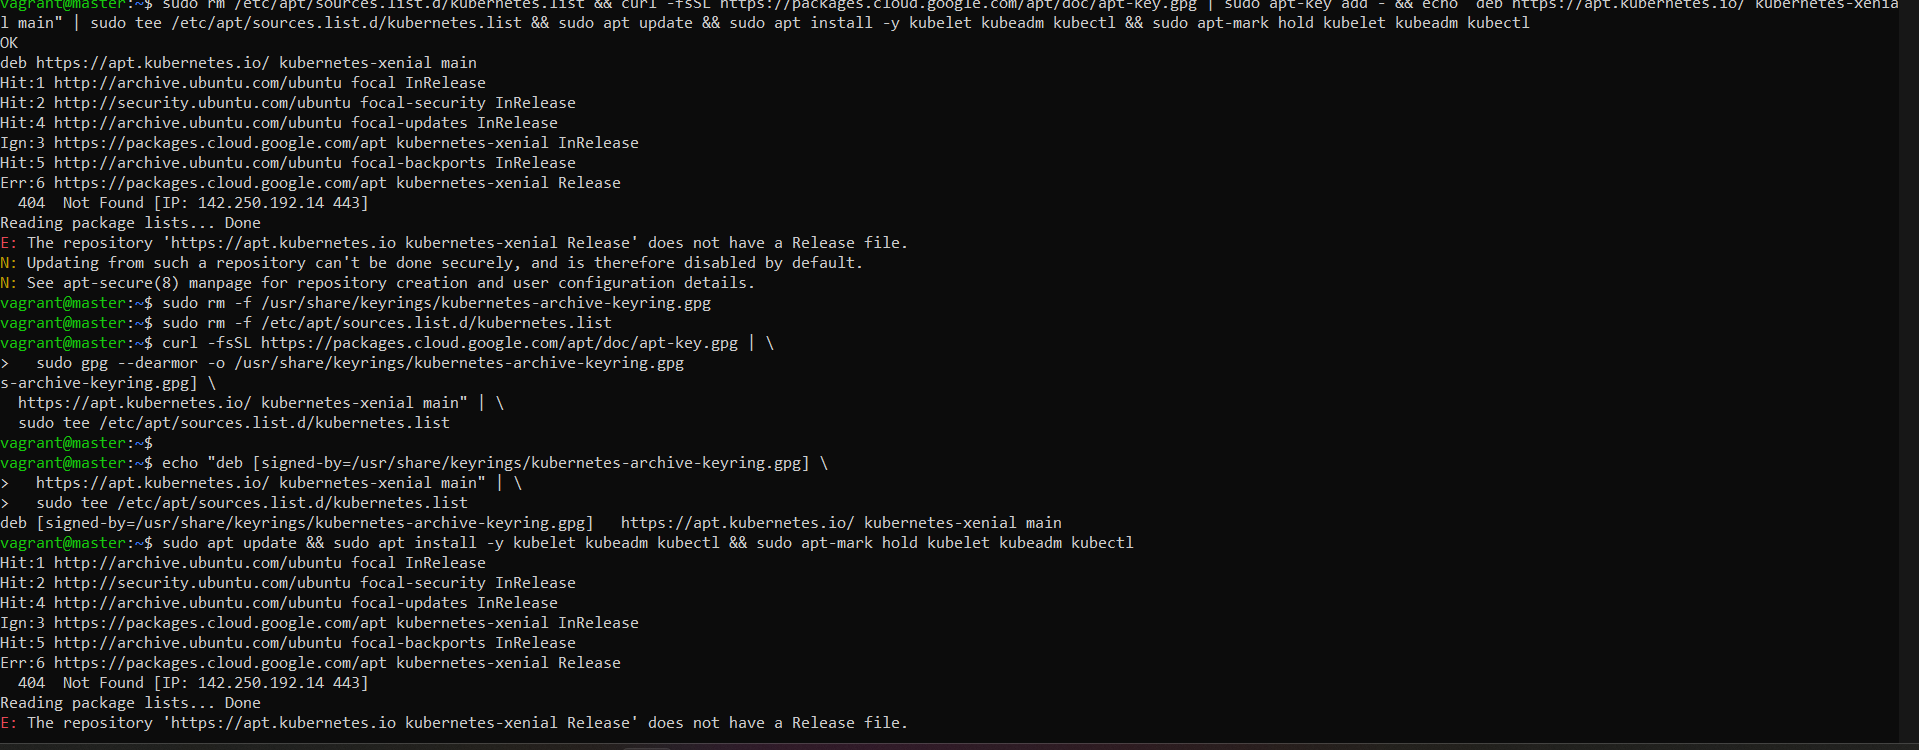 vagrant@master:~$ sudo rm /etc/apt/sources.list.d/kubernetes.list && curl -fsSL https://packages.cloud.google.com/apt/doc/apt-key.gpg | sudo apt-key add - && echo "deb https://apt.kubernetes.io/ kubernetes-xenia
l main" | sudo tee /etc/apt/sources.list.d/kubernetes.list && sudo apt update && sudo apt install -y kubelet kubeadm kubectl && sudo apt-mark hold kubelet kubeadm kubectl
OK
deb https://apt.kubernetes.io/ kubernetes-xenial main
Hit:1 http://archive.ubuntu.com/ubuntu focal InRelease
Hit:2 http://security.ubuntu.com/ubuntu focal-security InRelease
Hit:4 http://archive.ubuntu.com/ubuntu focal-updates InRelease
Ign:3 https://packages.cloud.google.com/apt kubernetes-xenial InRelease
Hit:5 http://archive.ubuntu.com/ubuntu focal-backports InRelease
Err:6 https://packages.cloud.google.com/apt kubernetes-xenial Release
  404  Not Found [IP: 142.250.192.14 443]
Reading package lists... Done
E: The repository 'https://apt.kubernetes.io kubernetes-xenial Release' does not have a Release file.
N: Updating from such a repository can't be done securely, and is therefore disabled by default.
N: See apt-secure(8) manpage for repository creation and user configuration details.
vagrant@master:~$ sudo rm -f /usr/share/keyrings/kubernetes-archive-keyring.gpg
vagrant@master:~$ sudo rm -f /etc/apt/sources.list.d/kubernetes.list
vagrant@master:~$ curl -fsSL https://packages.cloud.google.com/apt/doc/apt-key.gpg | \
>   sudo gpg --dearmor -o /usr/share/keyrings/kubernetes-archive-keyring.gpg
s-archive-keyring.gpg] \
  https://apt.kubernetes.io/ kubernetes-xenial main" | \
  sudo tee /etc/apt/sources.list.d/kubernetes.list
vagrant@master:~$
vagrant@master:~$ echo "deb [signed-by=/usr/share/keyrings/kubernetes-archive-keyring.gpg] \
>   https://apt.kubernetes.io/ kubernetes-xenial main" | \
>   sudo tee /etc/apt/sources.list.d/kubernetes.list
deb [signed-by=/usr/share/keyrings/kubernetes-archive-keyring.gpg]   https://apt.kubernetes.io/ kubernetes-xenial main
vagrant@master:~$ sudo apt update && sudo apt install -y kubelet kubeadm kubectl && sudo apt-mark hold kubelet kubeadm kubectl
Hit:1 http://archive.ubuntu.com/ubuntu focal InRelease
Hit:2 http://security.ubuntu.com/ubuntu focal-security InRelease
Hit:4 http://archive.ubuntu.com/ubuntu focal-updates InRelease
Ign:3 https://packages.cloud.google.com/apt kubernetes-xenial InRelease
Hit:5 http://archive.ubuntu.com/ubuntu focal-backports InRelease
Err:6 https://packages.cloud.google.com/apt kubernetes-xenial Release
  404  Not Found [IP: 142.250.192.14 443]
Reading package lists... Done
E: The repository 'https://apt.kubernetes.io kubernetes-xenial Release' does not have a Release file.